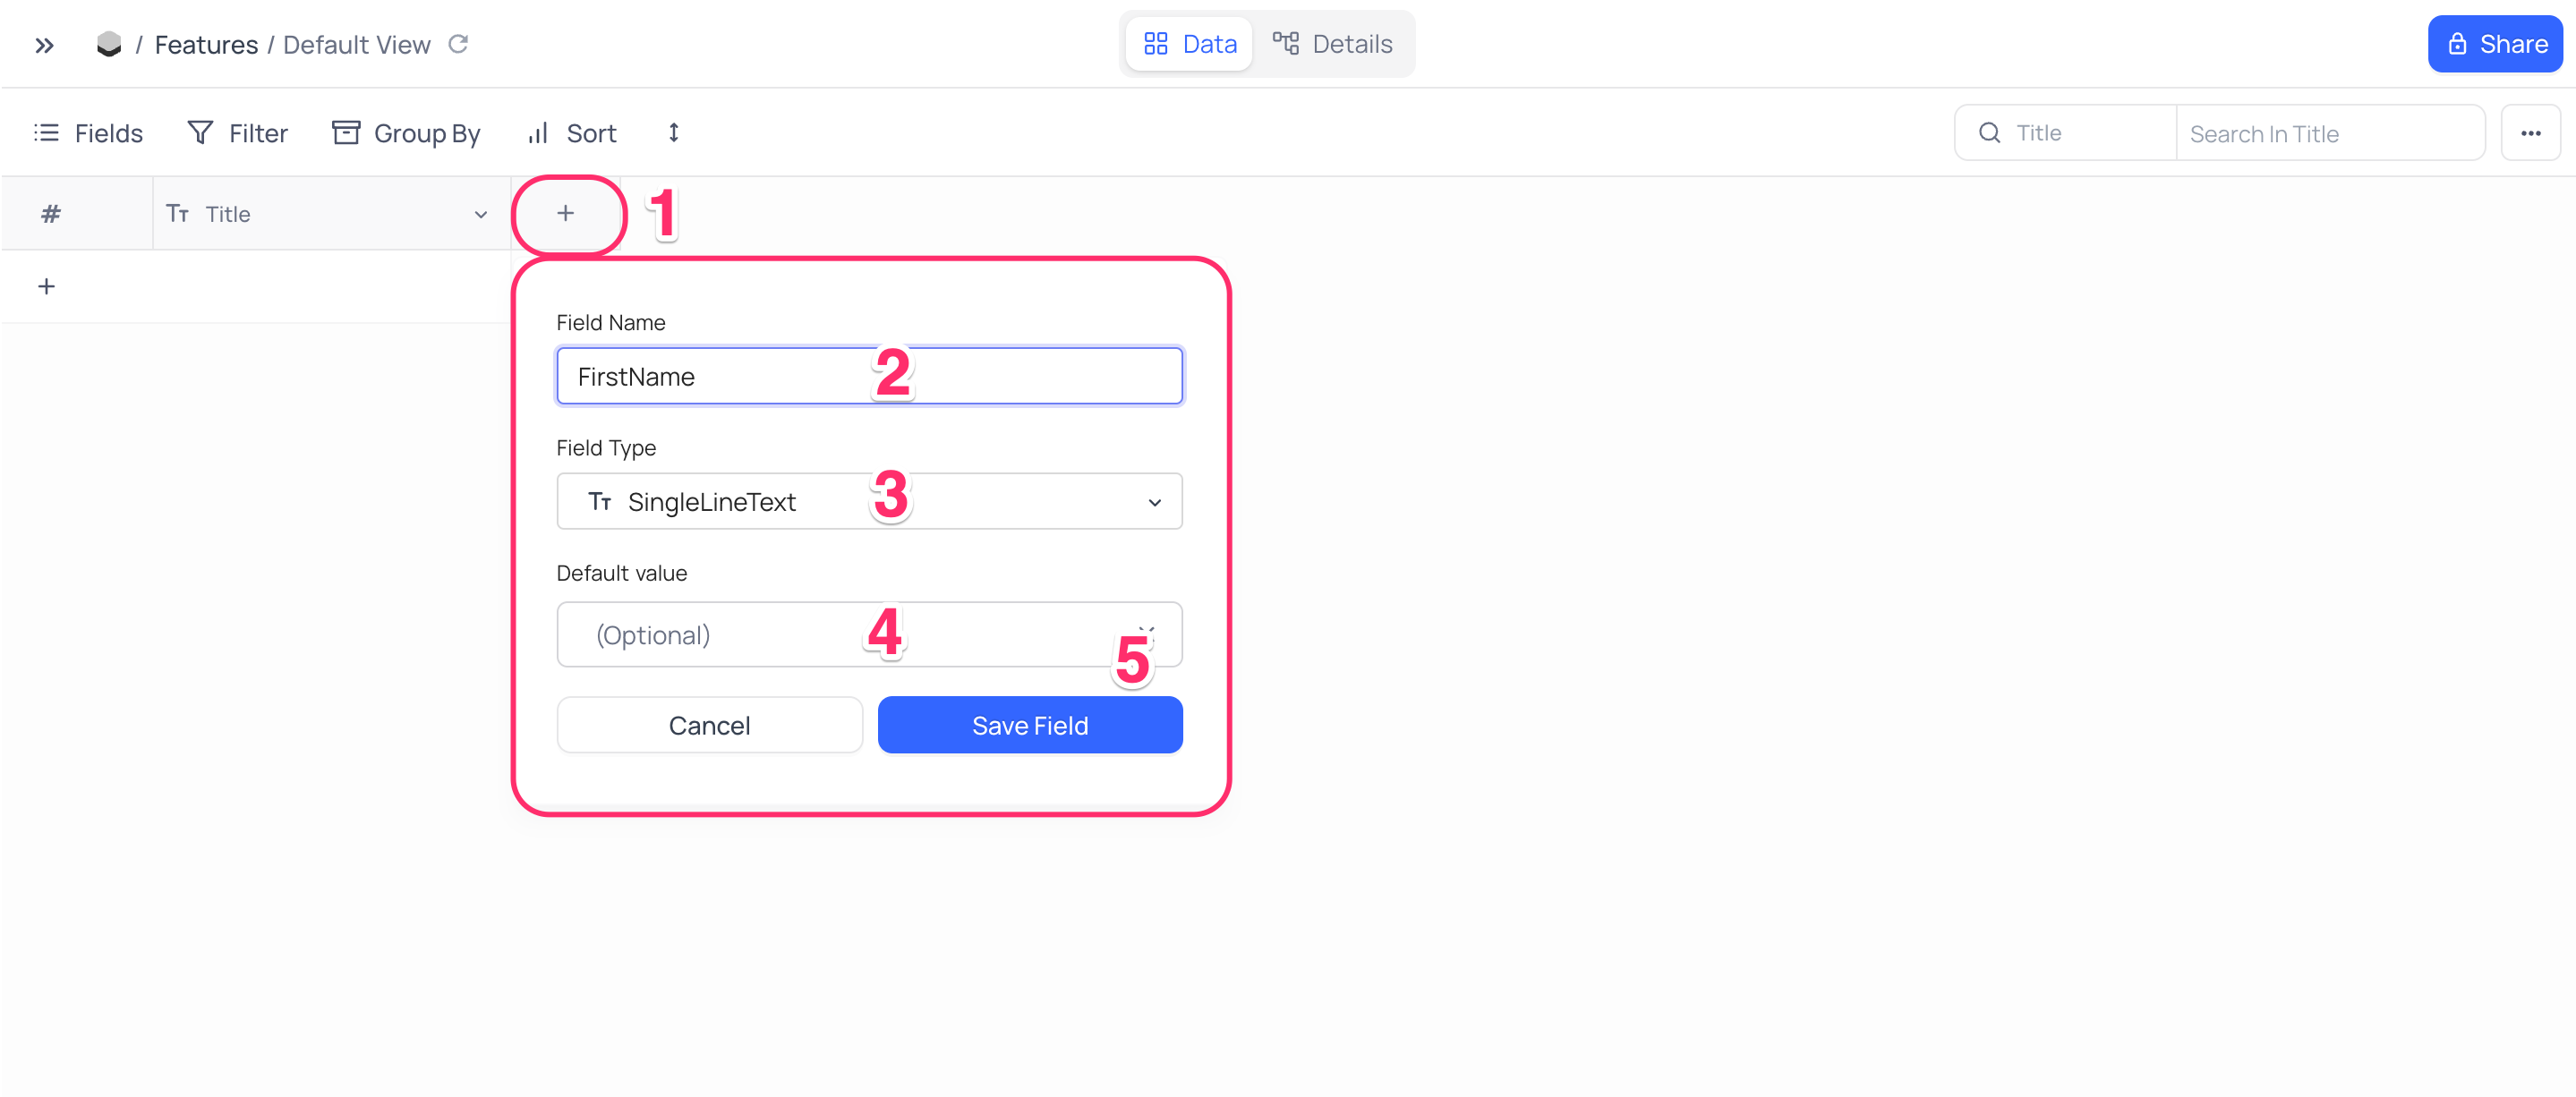 / Features / Default View
Data
Details
Share
Fields
Filter
Group By
Sort
Title
Search In Title
# Tт Title + 1
+
Field Name
FirstName 2
Field Type
Tт SingleLineText 3
Default value
(Optional) 4
5
Cancel
Save Field